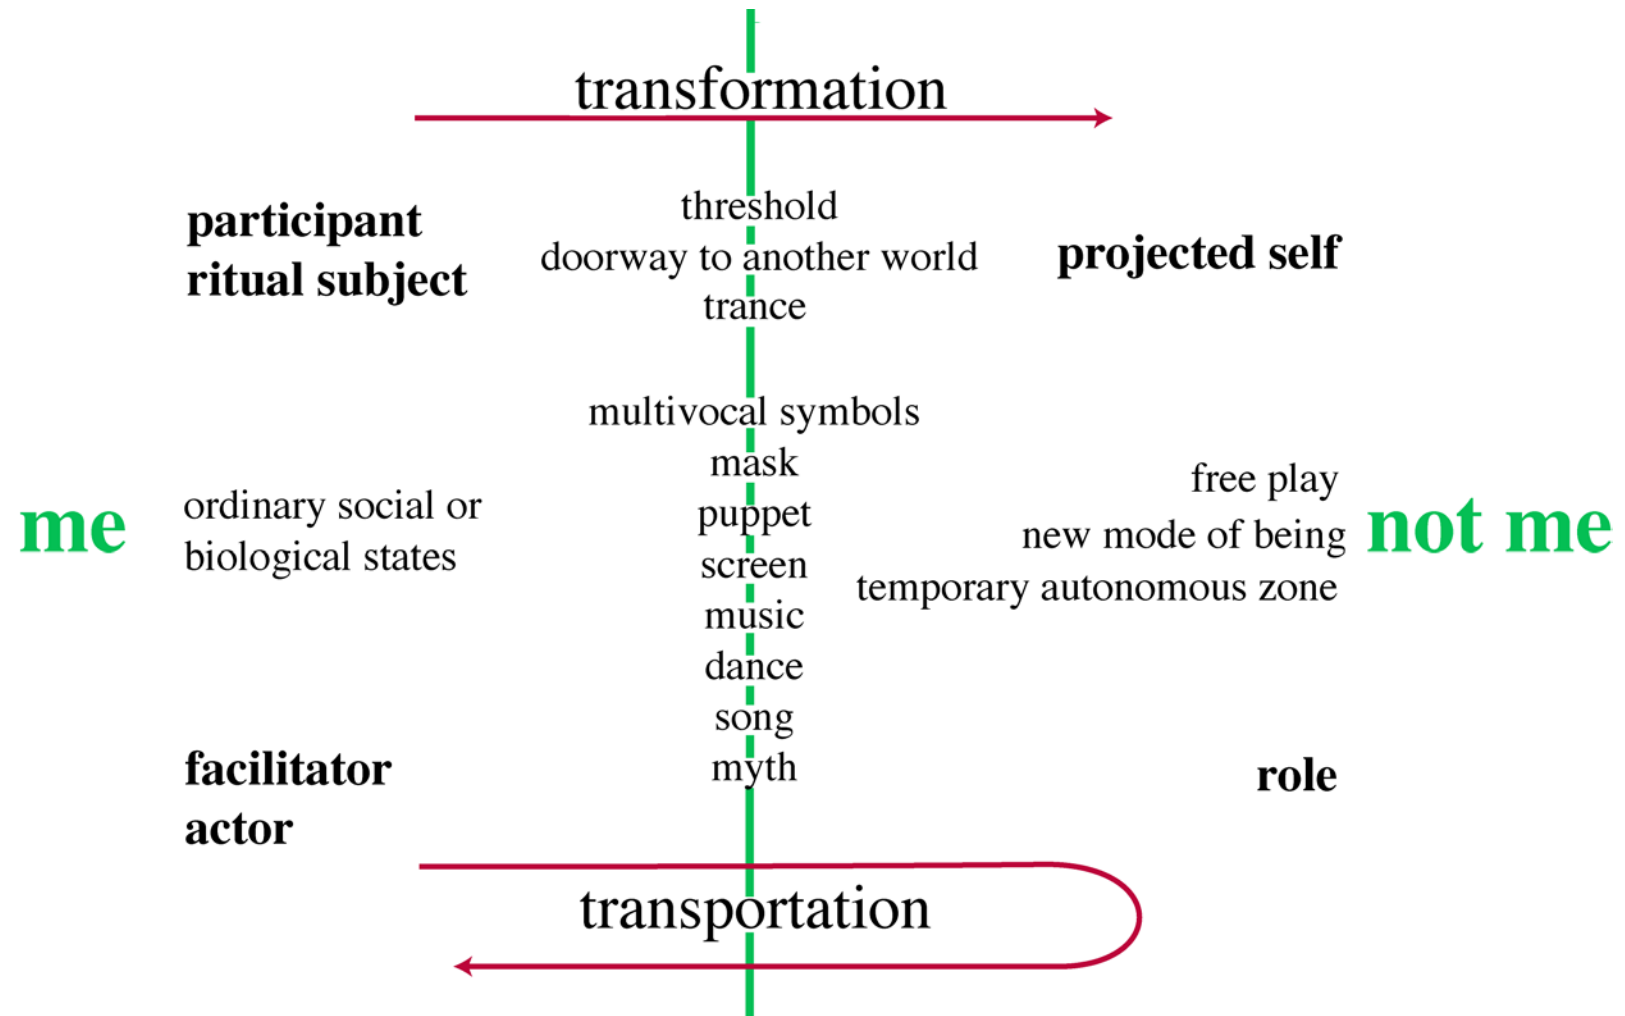 transformation
participant
ritual subject
threshold
doorway to another world
trance
projected self
multivocal symbols
mask
puppet
screen
music
dance
song
myth
me
ordinary social or
biological states
free play
new mode of being
temporary autonomous zone
not me
facilitator
actor
role
transportation